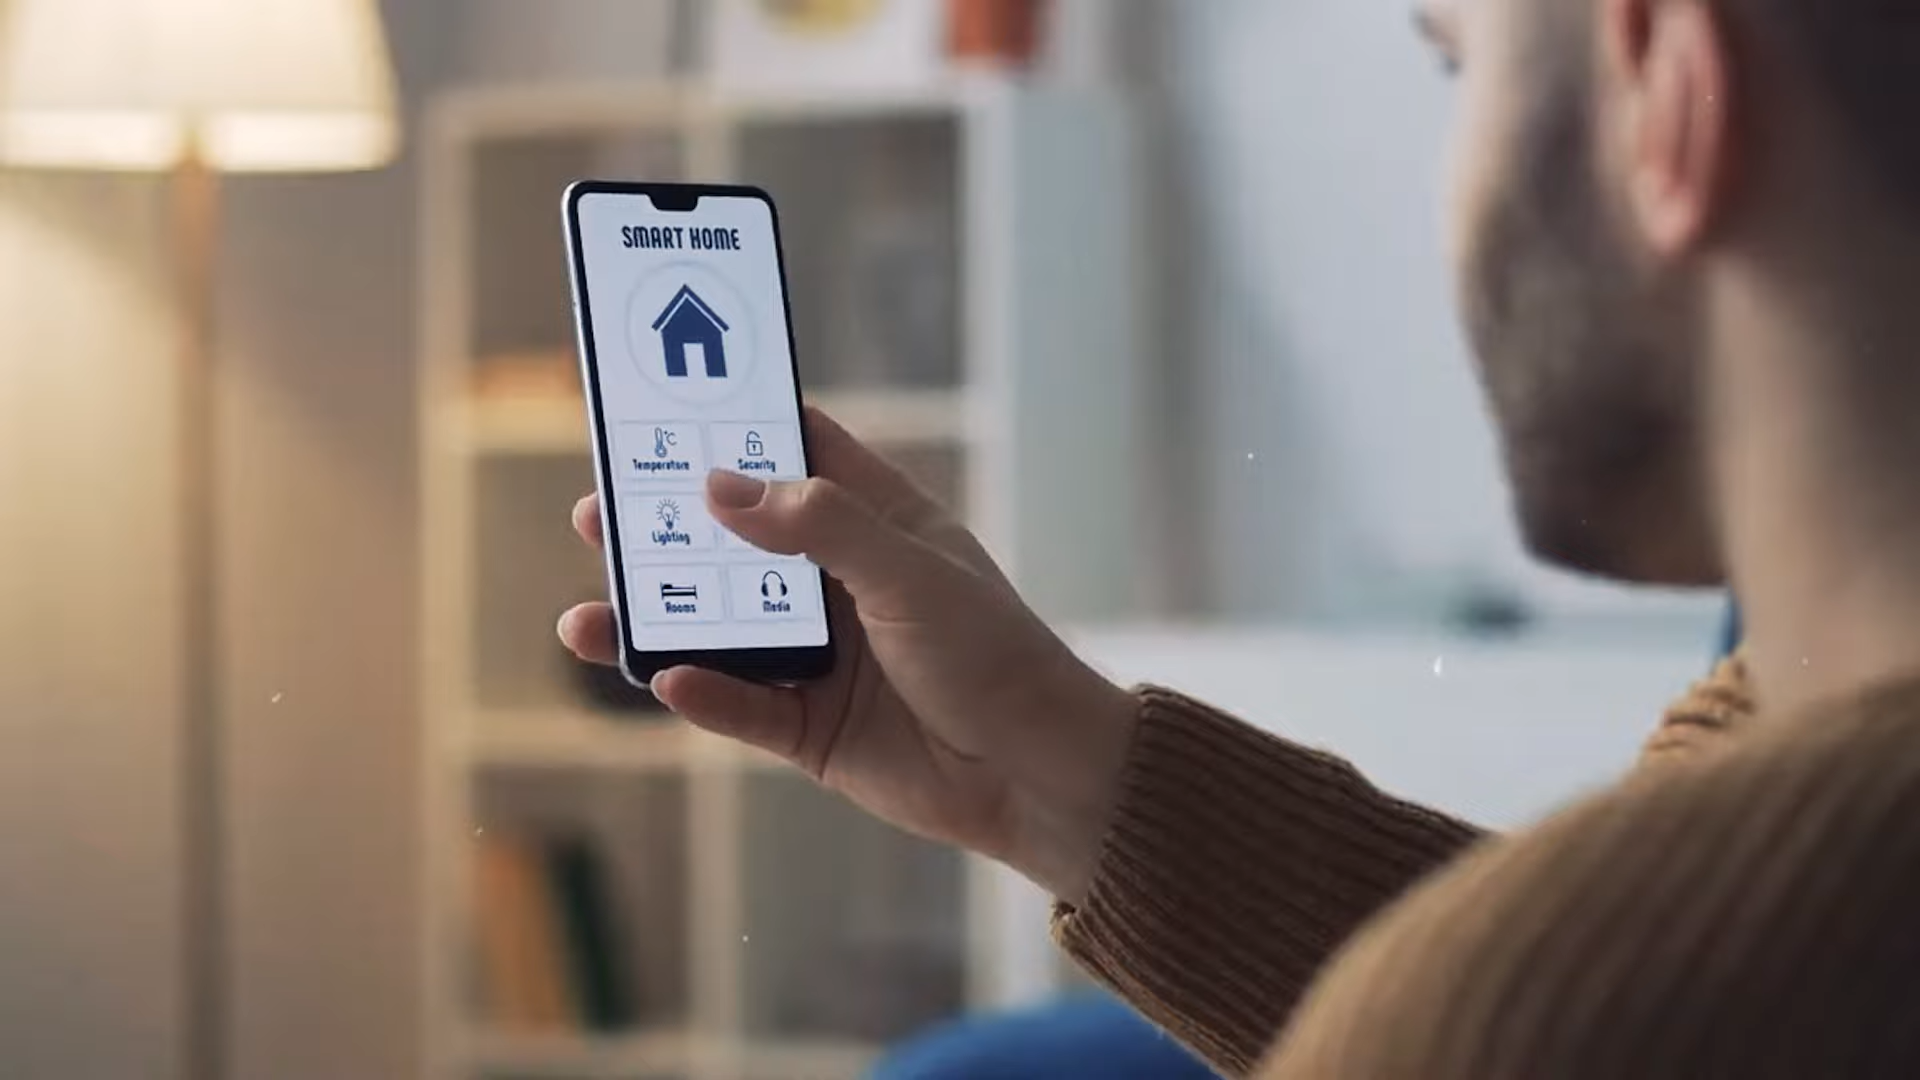 SMART HOME
°C
Temperature
Security
Lighting
Rooms
Media